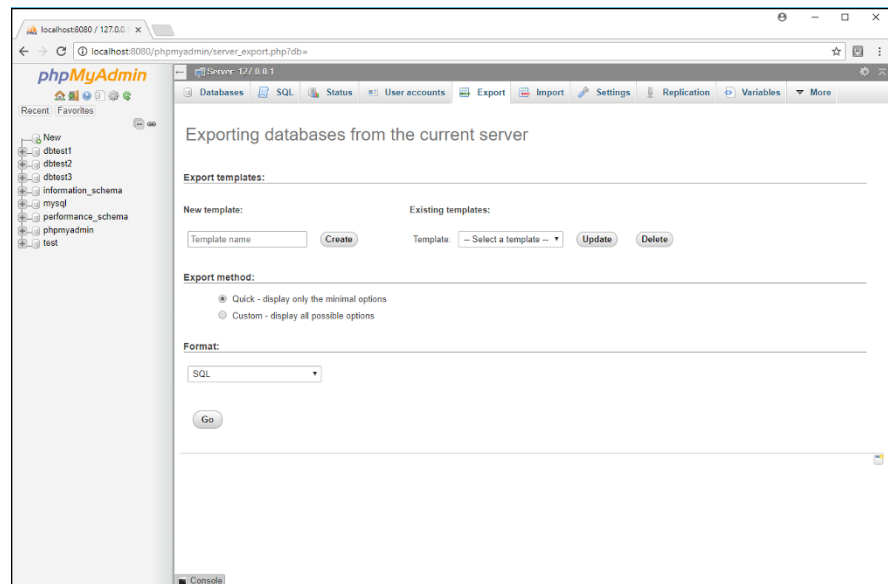 localhost:8080 / 127.0.0.1
localhost:8080/phpmyadmin/server_export.php?db=
phpMyAdmin
Recent Favorites
New
dbtest1
dbtest2
dbtest3
information_schema
mysql
performance_schema
phpmyadmin
test
Server: 127.0.0.1
Databases SQL Status User accounts Export Import Settings Replication Variables More
Exporting databases from the current server
Export templates:
New template: Existing templates:
Template name Create Template: -- Select a template -- Update Delete
Export method:
Quick - display only the minimal options
Custom - display all possible options
Format:
SQL
Go
Console